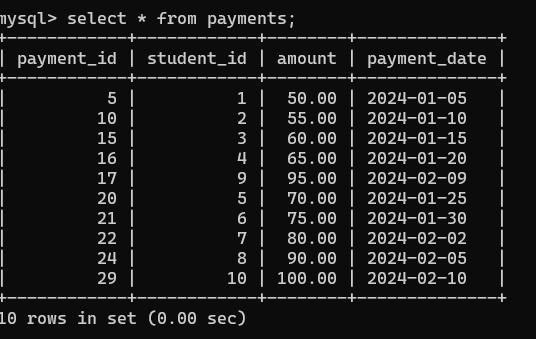 mysql> select * from payments;
+------------+------------+--------+--------------+
| payment_id | student_id | amount | payment_date |
+------------+------------+--------+--------------+
|          5 |          1 |  50.00 | 2024-01-05   |
|         10 |          2 |  55.00 | 2024-01-10   |
|         15 |          3 |  60.00 | 2024-01-15   |
|         16 |          4 |  65.00 | 2024-01-20   |
|         17 |          9 |  95.00 | 2024-02-09   |
|         20 |          5 |  70.00 | 2024-01-25   |
|         21 |          6 |  75.00 | 2024-01-30   |
|         22 |          7 |  80.00 | 2024-02-02   |
|         24 |          8 |  90.00 | 2024-02-05   |
|         29 |         10 | 100.00 | 2024-02-10   |
+------------+------------+--------+--------------+
10 rows in set (0.00 sec)